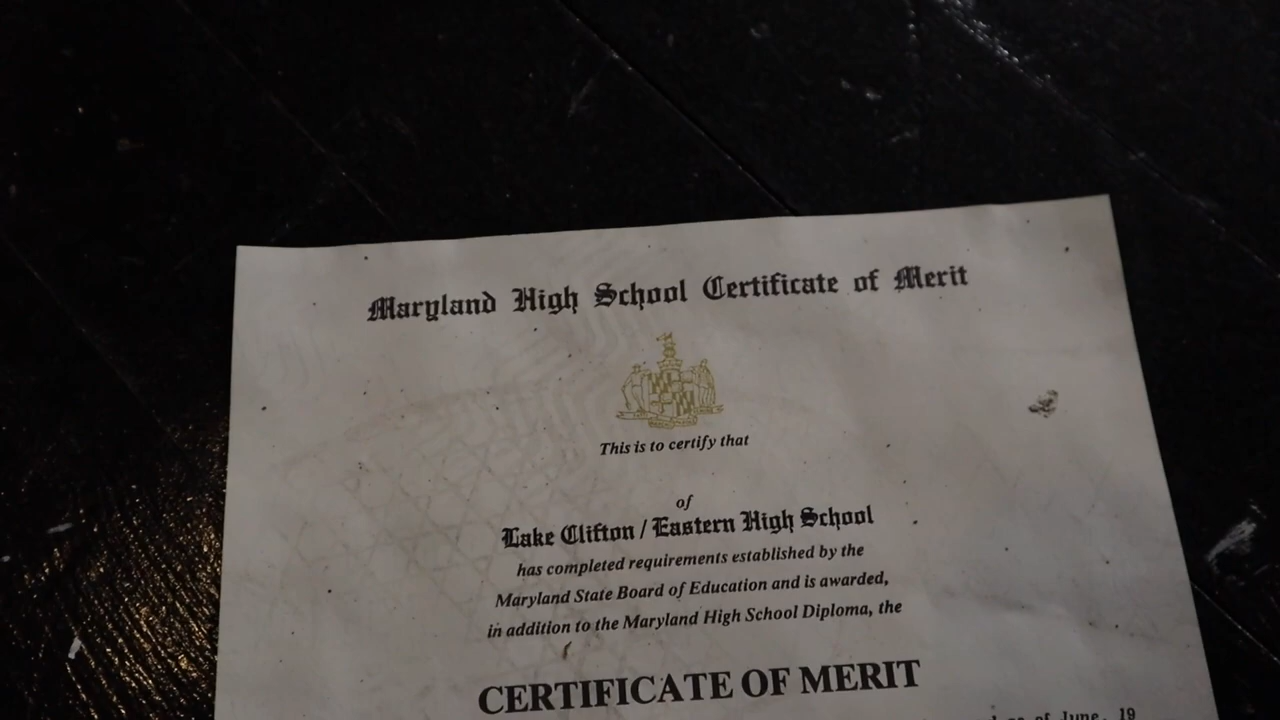 Maryland High School Certificate of Merit
This is to certify that
of
Lake Clifton / Eastern High School
has completed requirements established by the
Maryland State Board of Education and is awarded,
in addition to the Maryland High School Diploma, the
CERTIFICATE OF MERIT
of June, 19